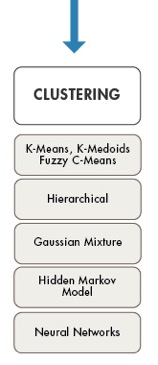 CLUSTERING
K-Means, K-Medoids
Fuzzy C-Means
Hierarchical
Gaussian Mixture
Hidden Markov
Model
Neural Networks